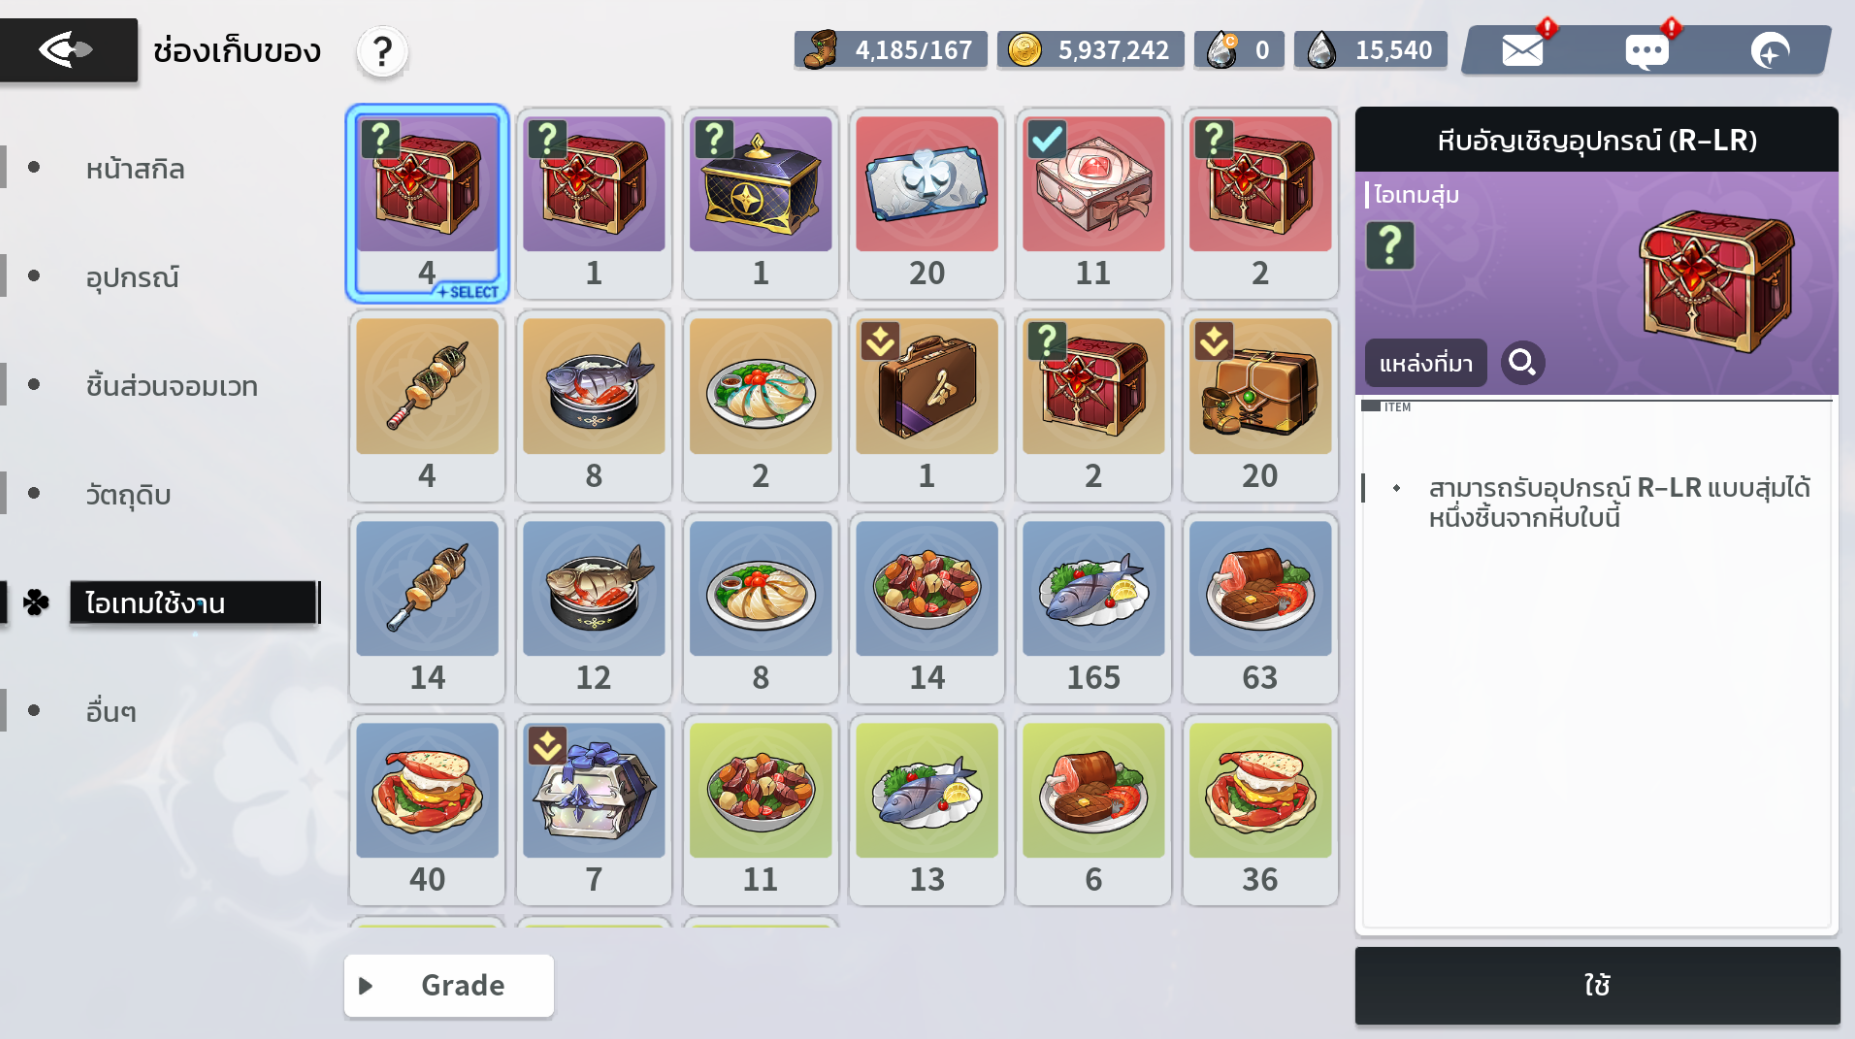 ช่องเก็บของ
?
4,185/167
5,937,242
0
15,540
หน้าสกิล
อุปกรณ์
ชิ้นส่วนจอมเวท
วัตถุดิบ
ไอเทมใช้งาน
อื่นๆ
? ? ? ?
4 1 1 20 11 2
SELECT
?
4 8 2 1 2 20
14 12 8 14 165 63
40 7 11 13 6 36
Grade
หีบอัญเชิญอุปกรณ์ (R-LR)
ไอเทมสุ่ม
?
แหล่งที่มา
ITEM
• สามารถรับอุปกรณ์ R-LR แบบสุ่มได้
หนึ่งชิ้นจากหีบใบนี้
ใช้